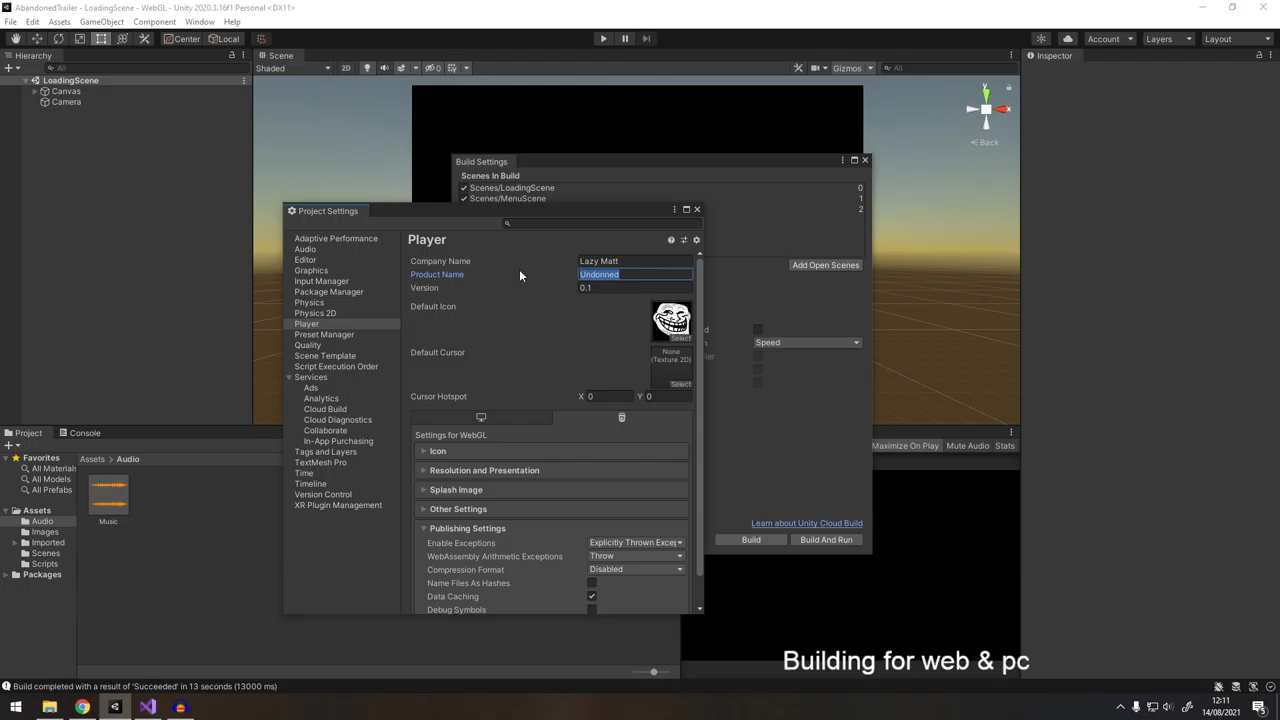 AbandonedTrailer - LoadingScene - WebGL - Unity 2020.3.16f1 Personal <DX11>
File Edit Assets GameObject Component Window Help
Center Local Account Layers Layout
Hierarchy Scene Inspector
All Shaded 2D 0 Gizmos All
LoadingScene
Canvas
Camera
y
x
Back
Build Settings
Scenes In Build
Scenes/LoadingScene 0
Scenes/MenuScene 1
2
Add Open Scenes
Speed
Learn about Unity Cloud Build
Build Build And Run
Project Settings
Adaptive Performance
Audio
Editor
Graphics
Input Manager
Package Manager
Physics
Physics 2D
Player
Preset Manager
Quality
Scene Template
Script Execution Order
Services
Ads
Analytics
Cloud Build
Cloud Diagnostics
Collaborate
In-App Purchasing
Tags and Layers
TextMesh Pro
Time
Timeline
Version Control
XR Plugin Management
Player
Company Name Lazy Matt
Product Name Undonned
Version 0.1
Default Icon
Select
Default Cursor None
(Texture 2D)
Select
Cursor Hotspot X 0 Y 0
Settings for WebGL
Icon
Resolution and Presentation
Splash Image
Other Settings
Publishing Settings
Enable Exceptions Explicitly Thrown Excep
WebAssembly Arithmetic Exceptions Throw
Compression Format Disabled
Name Files As Hashes
Data Caching
Debug Symbols
Project Console
Maximize On Play Mute Audio Stats
Favorites
All Materials
All Models
All Prefabs
Assets
Audio
Images
Imported
Scenes
Scripts
Packages
Assets > Audio
Music
Building for web & pc
Build completed with a result of 'Succeeded' in 13 seconds (13000 ms)
12:11
14/08/2021
5